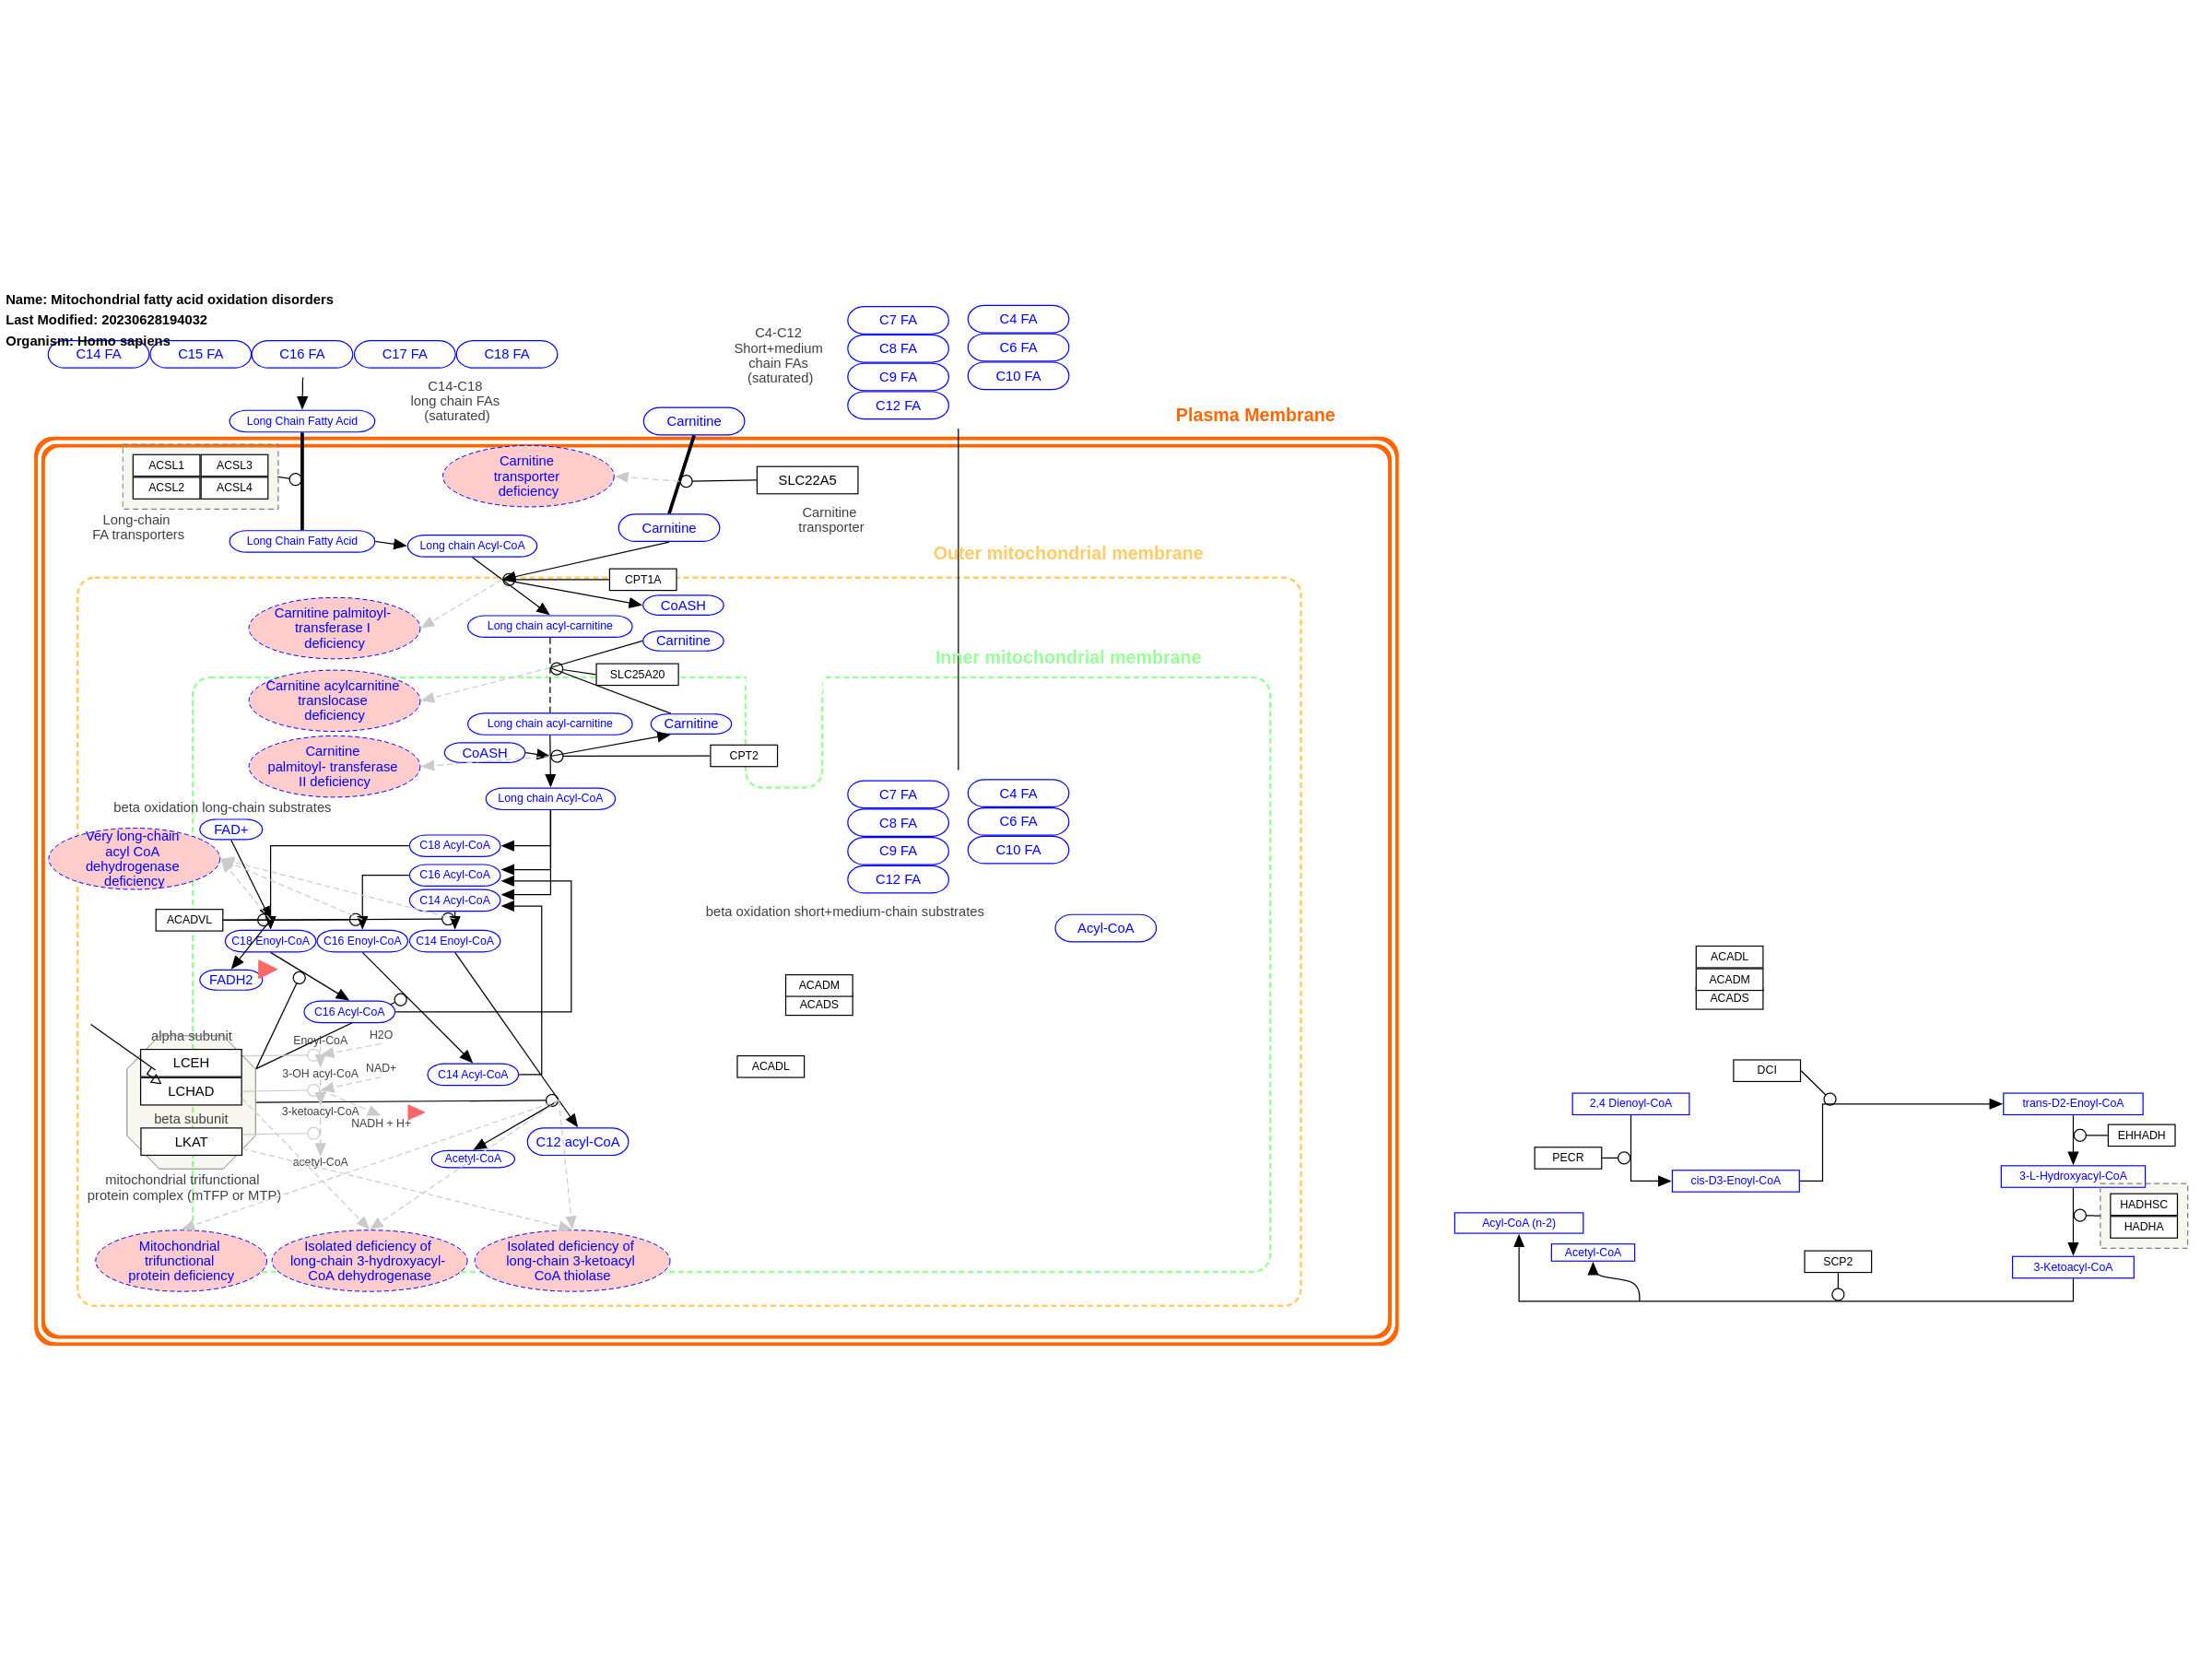 Name: Mitochondrial fatty acid oxidation disorders
Last Modified: 20230628194032
Organism: Homo sapiens
C14 FA
C15 FA
C16 FA
C17 FA
C18 FA
C14-C18
long chain FAs
(saturated)
C4-C12
Short+medium
chain FAs
(saturated)
C7 FA
C8 FA
C9 FA
C12 FA
C4 FA
C6 FA
C10 FA
Plasma Membrane
Long Chain Fatty Acid
Carnitine
ACSL1
ACSL3
ACSL2
ACSL4
Long-chain
FA transporters
Carnitine
transporter
deficiency
SLC22A5
Carnitine
transporter
Long Chain Fatty Acid
Long chain Acyl-CoA
Carnitine
Outer mitochondrial membrane
CPT1A
CoASH
Carnitine palmitoyl-
transferase I
deficiency
Long chain acyl-carnitine
Carnitine
Inner mitochondrial membrane
SLC25A20
Carnitine acylcarnitine
translocase
deficiency
Long chain acyl-carnitine
Carnitine
Carnitine
palmitoyl- transferase
II deficiency
CoASH
CPT2
Long chain Acyl-CoA
beta oxidation long-chain substrates
FAD+
Very long-chain
acyl CoA
dehydrogenase
deficiency
C18 Acyl-CoA
C16 Acyl-CoA
C14 Acyl-CoA
ACADVL
C18 Enoyl-CoA
C16 Enoyl-CoA
C14 Enoyl-CoA
FADH2
C16 Acyl-CoA
C7 FA
C8 FA
C9 FA
C12 FA
C4 FA
C6 FA
C10 FA
beta oxidation short+medium-chain substrates
Acyl-CoA
ACADM
ACADS
ACADL
alpha subunit
LCEH
LCHAD
beta subunit
LKAT
mitochondrial trifunctional
protein complex (mTFP or MTP)
Enoyl-CoA
H2O
3-OH acyl-CoA
NAD+
3-ketoacyl-CoA
NADH + H+
acetyl-CoA
C14 Acyl-CoA
C12 acyl-CoA
Acetyl-CoA
Mitochondrial
trifunctional
protein deficiency
Isolated deficiency of
long-chain 3-hydroxyacyl-
CoA dehydrogenase
Isolated deficiency of
long-chain 3-ketoacyl
CoA thiolase
ACADL
ACADM
ACADS
DCI
2,4 Dienoyl-CoA
trans-D2-Enoyl-CoA
PECR
EHHADH
cis-D3-Enoyl-CoA
3-L-Hydroxyacyl-CoA
HADHSC
HADHA
Acyl-CoA (n-2)
Acetyl-CoA
SCP2
3-Ketoacyl-CoA